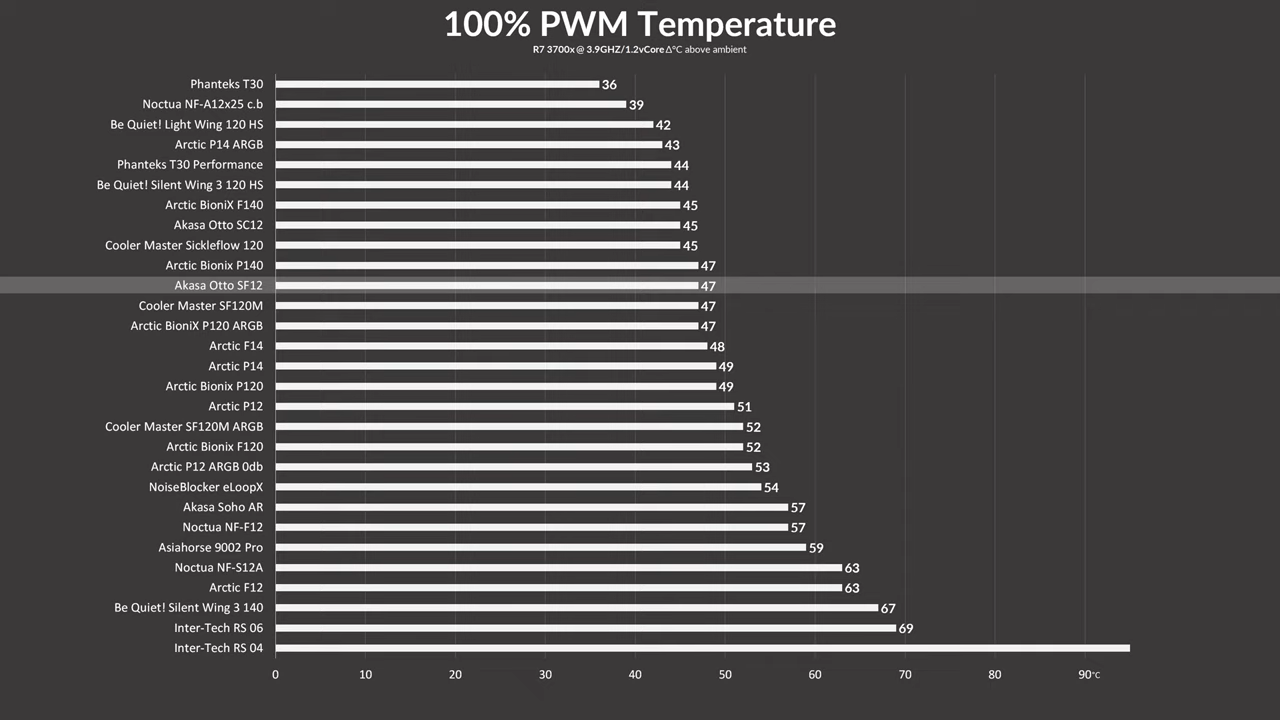 100% PWM Temperature
R7 3700x @ 3.9GHZ/1.2vCore Δ°C above ambient
Phanteks T30 36
Noctua NF-A12x25 c.b 39
Be Quiet! Light Wing 120 HS 42
Arctic P14 ARGB 43
Phanteks T30 Performance 44
Be Quiet! Silent Wing 3 120 HS 44
Arctic BioniX F140 45
Akasa Otto SC12 45
Cooler Master Sickleflow 120 45
Arctic Bionix P140 47
Akasa Otto SF12 47
Cooler Master SF120M 47
Arctic BioniX P120 ARGB 47
Arctic F14 48
Arctic P14 49
Arctic Bionix P120 49
Arctic P12 51
Cooler Master SF120M ARGB 52
Arctic Bionix F120 52
Arctic P12 ARGB 0db 53
NoiseBlocker eLoopX 54
Akasa Soho AR 57
Noctua NF-F12 57
Asiahorse 9002 Pro 59
Noctua NF-S12A 63
Arctic F12 63
Be Quiet! Silent Wing 3 140 67
Inter-Tech RS 06 69
Inter-Tech RS 04
0 10 20 30 40 50 60 70 80 90°C